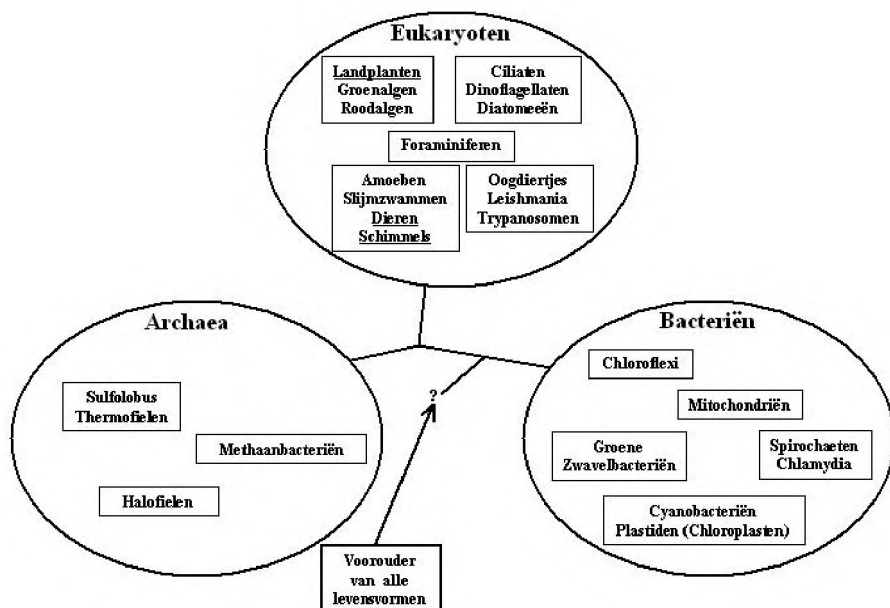 Eukaryoten
Landplanten
Groenalgen
Roodalgen
Ciliaten
Dinoflagellaten
Diatomeeën
Foraminiferen
Amoeben
Slijmzwammen
Dieren
Schimmels
Oogdiertjes
Leishmania
Trypanosomen
Archaea
Sulfolobus
Thermofielen
Methaanbacteriën
Halofielen
Bacteriën
Chloroflexi
Mitochondriën
Groene
Zwavelbacteriën
Spirochaeten
Chlamydia
Cyanobacteriën
Plastiden (Chloroplasten)
?
Voorouder
van alle
levensvormen